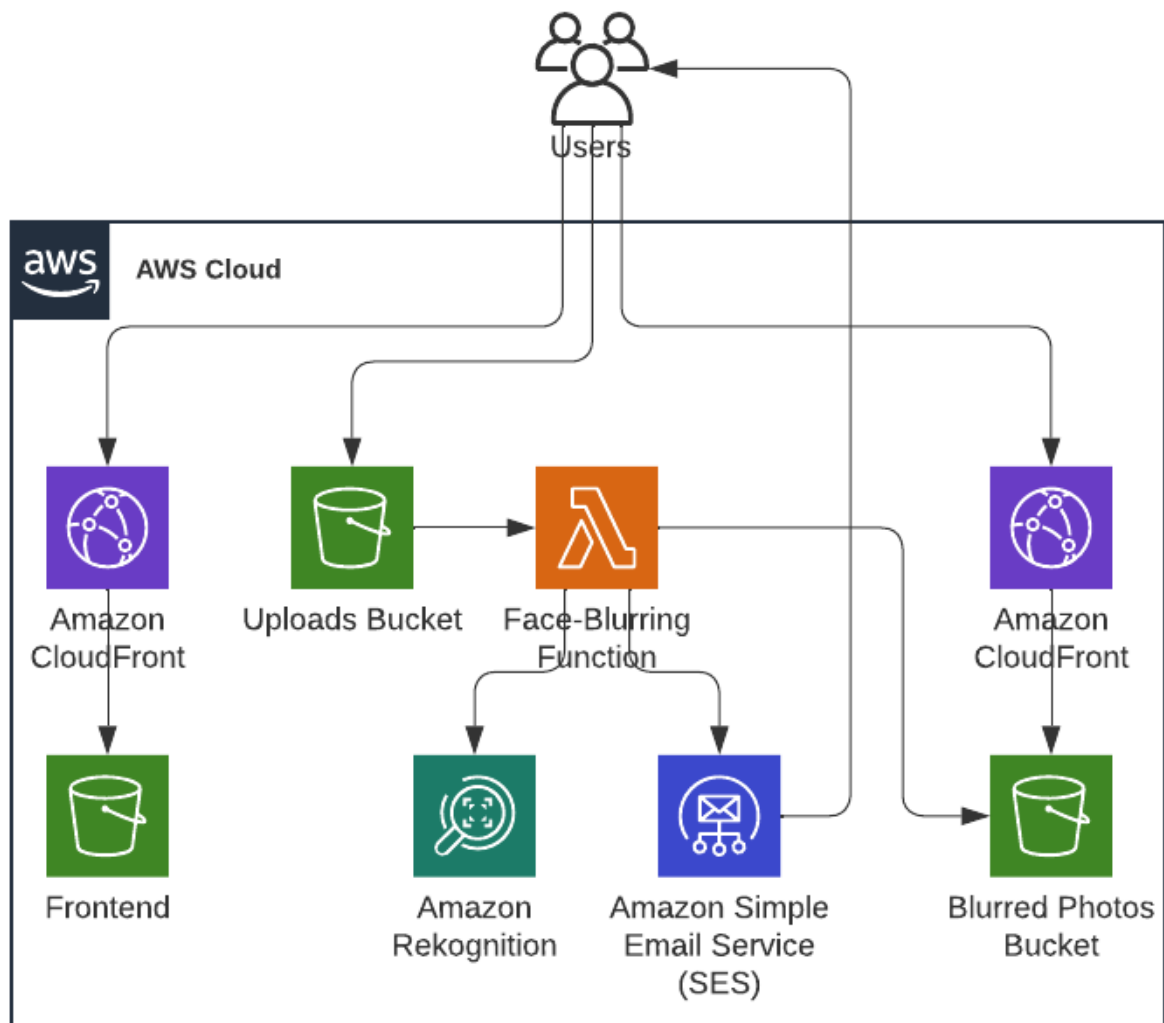 Users
aws
AWS Cloud
Amazon
CloudFront
Uploads Bucket
Face-Blurring
Function
Amazon
CloudFront
Frontend
Amazon
Rekognition
Amazon Simple
Email Service
(SES)
Blurred Photos
Bucket